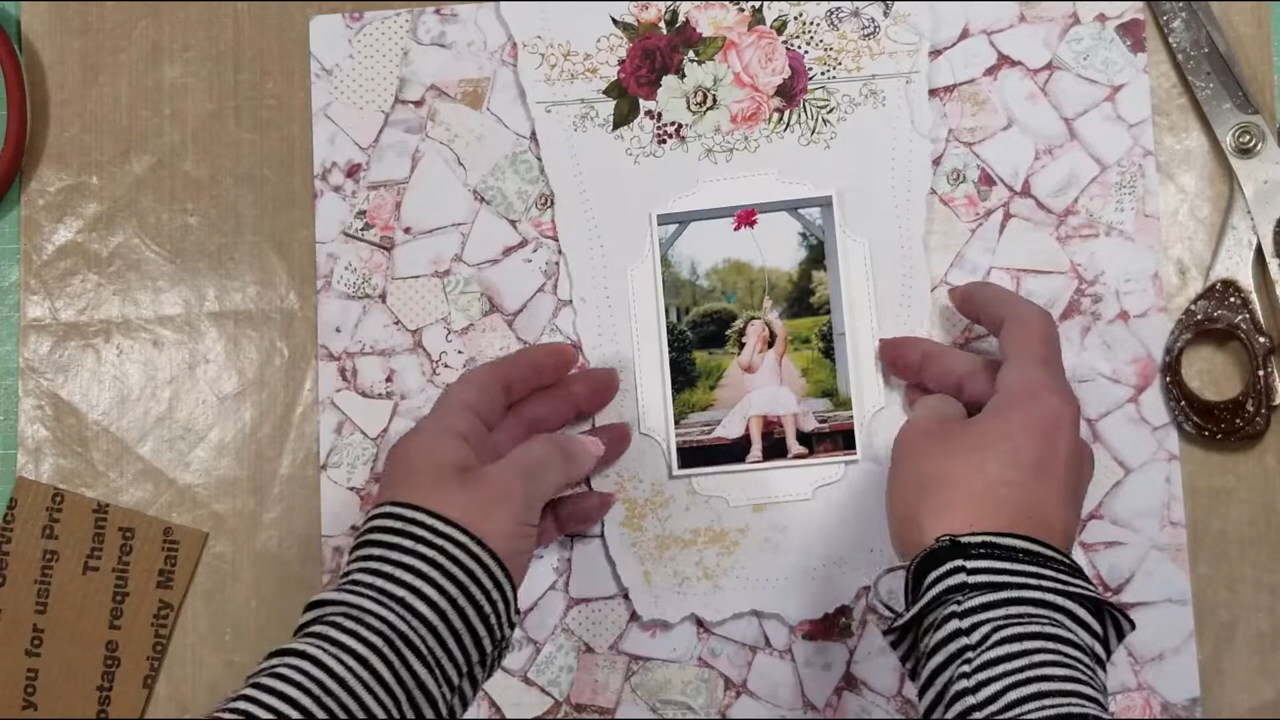 Service
you for using Prio
Thank
ostage required
Priority Mail®